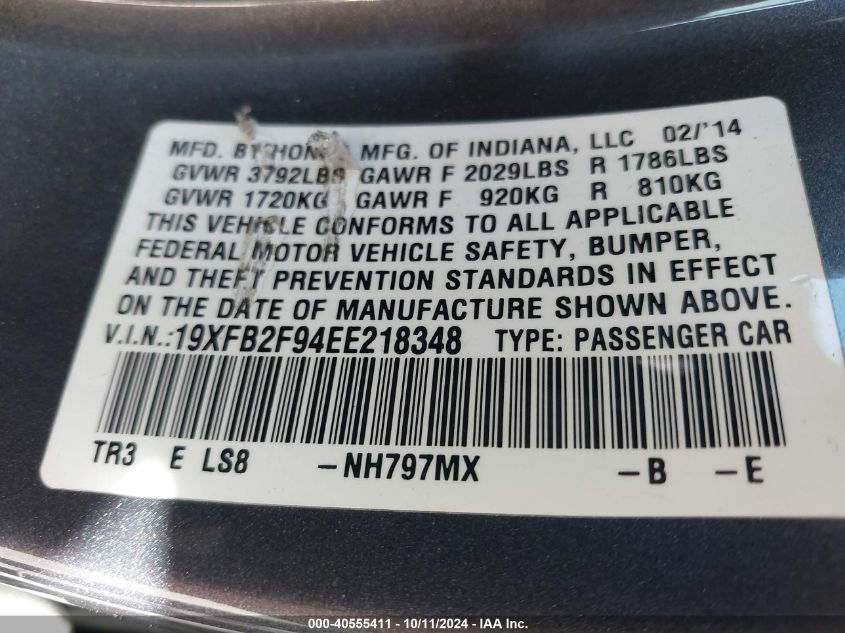 MFD. BY HONDA MFG. OF INDIANA, LLC 02/'14
GVWR 3792LBS GAWR F 2029LBS R 1786LBS
GVWR 1720KG GAWR F 920KG R 810KG
THIS VEHICLE CONFORMS TO ALL APPLICABLE
FEDERAL MOTOR VEHICLE SAFETY, BUMPER,
AND THEFT PREVENTION STANDARDS IN EFFECT
ON THE DATE OF MANUFACTURE SHOWN ABOVE.
V.I.N.:19XFB2F94EE218348 TYPE: PASSENGER CAR
TR3 E LS8 -NH797MX -B -E
000-40555411 - 10/11/2024 - IAA Inc.